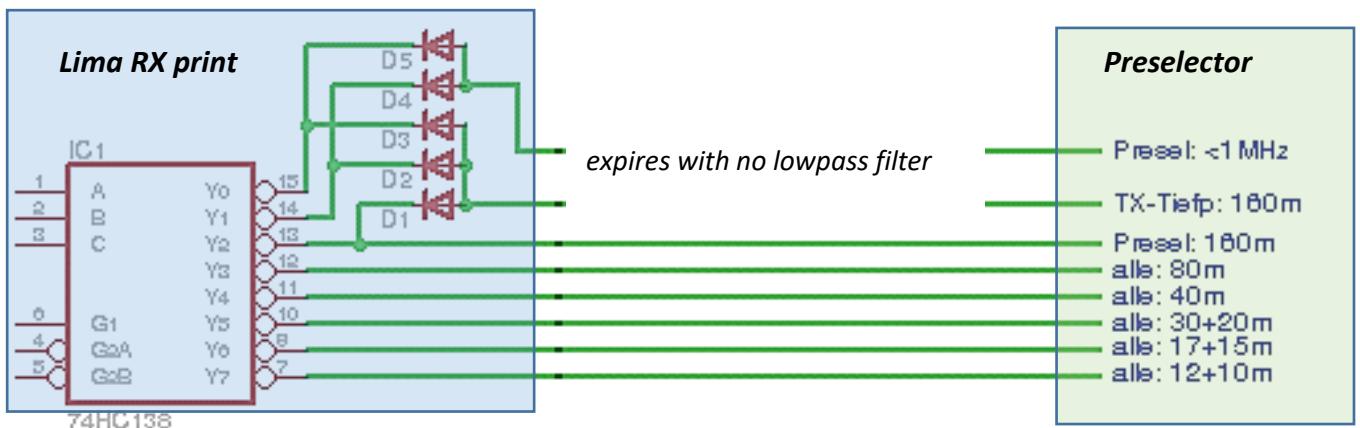 Lima RX print
D5
D4
D3
D2
D1
IC1
1 A Y0 15
2 B Y1 14
3 C Y2 13
Y3 12
Y4 11
6 G1 Y5 10
4 G2A Y6 9
5 G2B Y7 7
74HC138
expires with no lowpass filter
Preselector
Presel: <1MHz
TX-Tiefp: 160m
Presel: 160m
alle: 80m
alle: 40m
alle: 30+20m
alle: 17+15m
alle: 12+10m